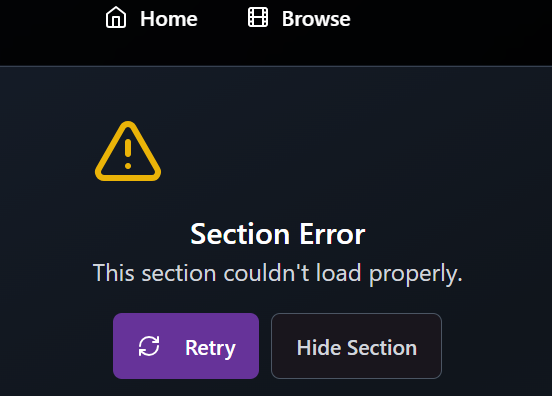 Home Browse
Section Error
This section couldn't load properly.
Retry Hide Section